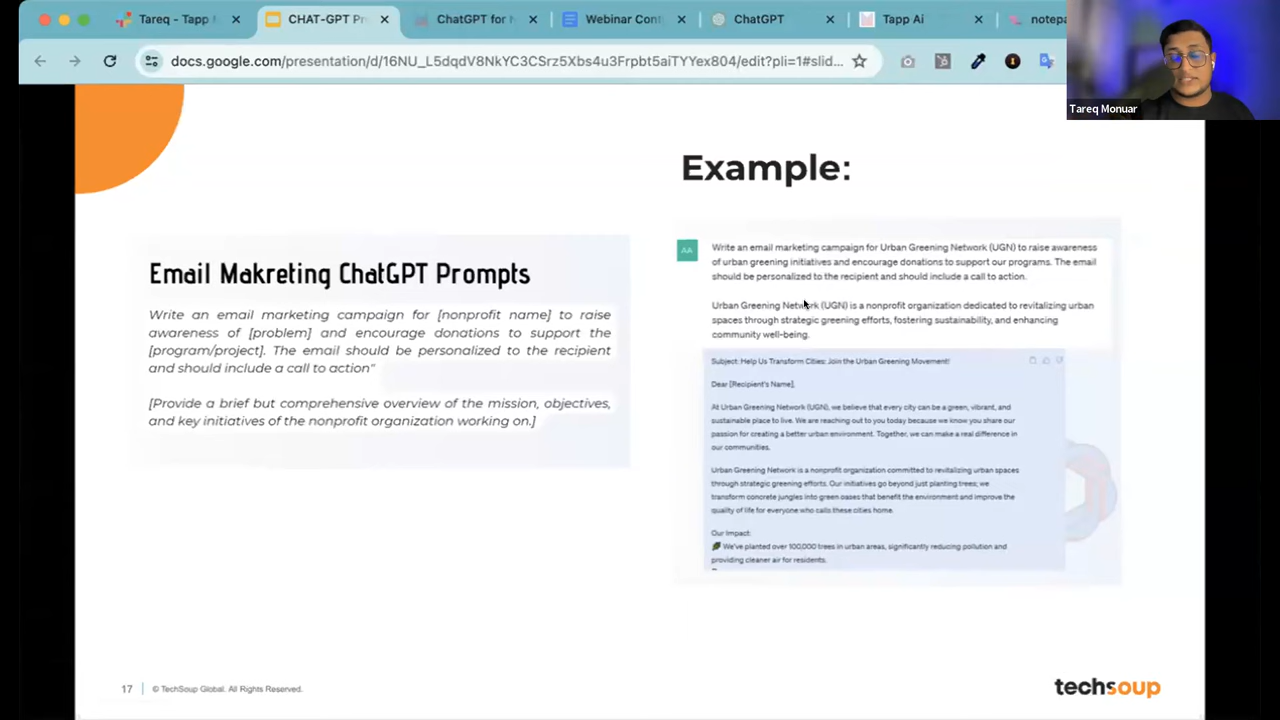 Tareq - Tapp
CHAT-GPT Pr
ChatGPT for
Webinar Cont
ChatGPT
Tapp Ai
notepa
docs.google.com/presentation/d/16NU_L5dqdV8NkYC3CSrz5Xbs4u3Frpbt5aiTYYex804/edit?pli=1#slid...
Tareq Monuar
Example:
Email Makreting ChatGPT Prompts
Write an email marketing campaign for [nonprofit name] to raise
awareness of [problem] and encourage donations to support the
[program/project]. The email should be personalized to the recipient
and should include a call to action"
[Provide a brief but comprehensive overview of the mission, objectives,
and key initiatives of the nonprofit organization working on.]
AA
Write an email marketing campaign for Urban Greening Network (UGN) to raise awareness
of urban greening initiatives and encourage donations to support our programs. The email
should be personalized to the recipient and should include a call to action.
Urban Greening Network (UGN) is a nonprofit organization dedicated to revitalizing urban
spaces through strategic greening efforts, fostering sustainability, and enhancing
community well-being.
Subject: Help Us Transform Cities: Join the Urban Greening Movement!
Dear [Recipient's Name],
At Urban Greening Network (UGN), we believe that every city can be a green, vibrant, and
sustainable place to live. We are reaching out to you today because we know you share our
passion for creating a better urban environment. Together, we can make a real difference in
our communities.
Urban Greening Network is a nonprofit organization committed to revitalizing urban spaces
through strategic greening efforts. Our initiatives go beyond just planting trees; we
transform concrete jungles into green oases that benefit the environment and improve the
quality of life for everyone who calls these cities home.
Our Impact:
We've planted over 100,000 trees in urban areas, significantly reducing pollution and
providing cleaner air for residents.
17
© TechSoup Global. All Rights Reserved.
techsoup